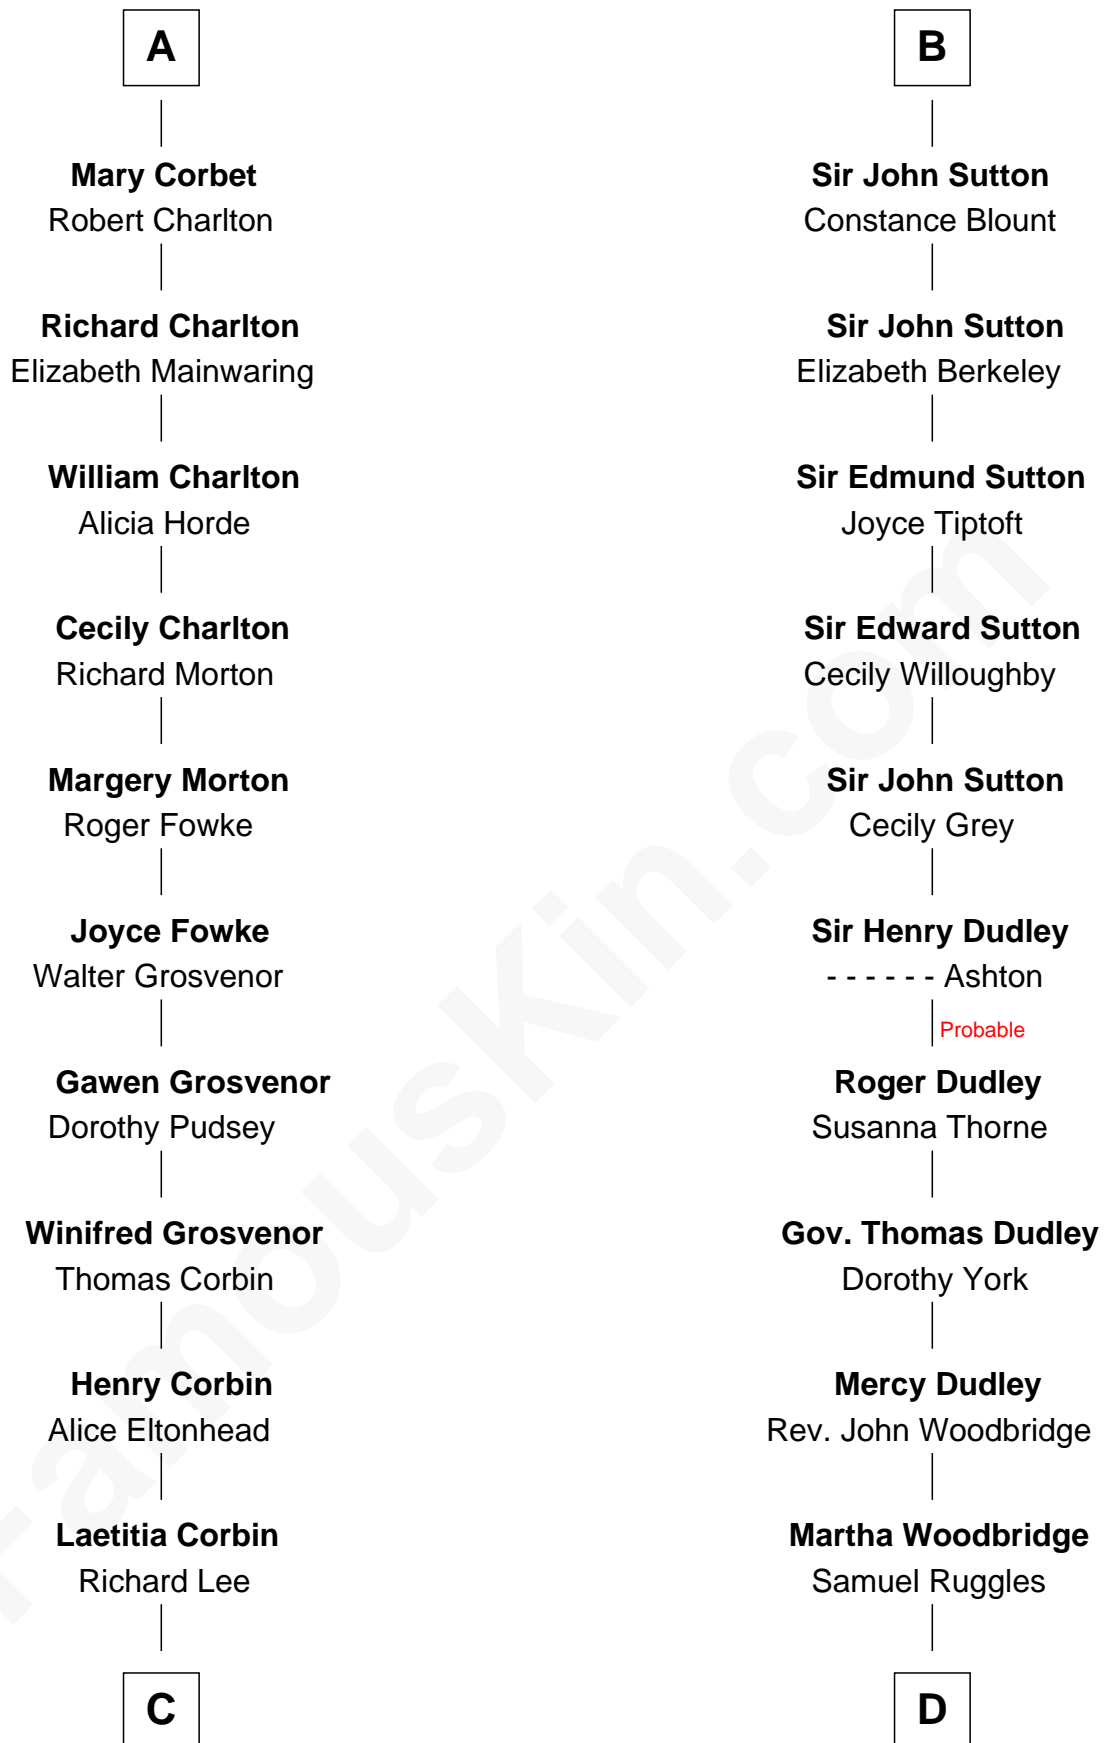 A
Mary Corbet
Robert Charlton
Richard Charlton
Elizabeth Mainwaring
William Charlton
Alicia Horde
Cecily Charlton
Richard Morton
Margery Morton
Roger Fowke
Joyce Fowke
Walter Grosvenor
Gawen Grosvenor
Dorothy Pudsey
Winifred Grosvenor
Thomas Corbin
Henry Corbin
Alice Eltonhead
Laetitia Corbin
Richard Lee
C
B
Sir John Sutton
Constance Blount
Sir John Sutton
Elizabeth Berkeley
Sir Edmund Sutton
Joyce Tiptoft
Sir Edward Sutton
Cecily Willoughby
Sir John Sutton
Cecily Grey
Sir Henry Dudley
- - - - - - Ashton
Probable
Roger Dudley
Susanna Thorne
Gov. Thomas Dudley
Dorothy York
Mercy Dudley
Rev. John Woodbridge
Martha Woodbridge
Samuel Ruggles
D
FamousKin.com